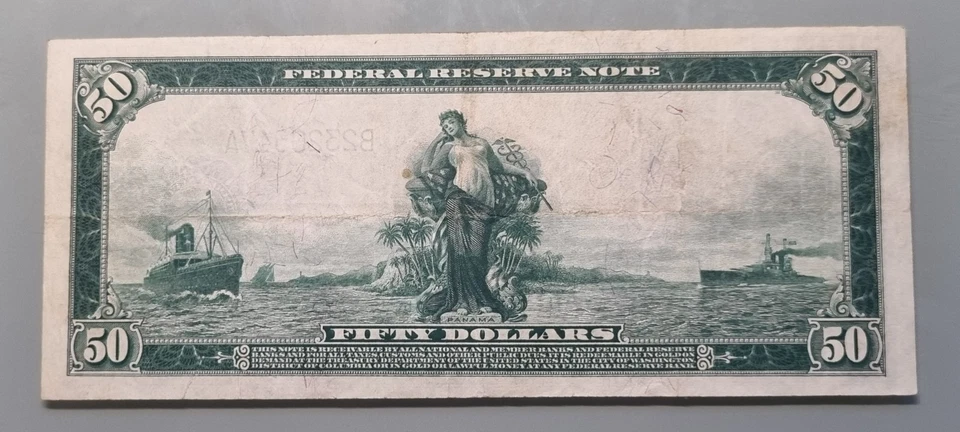 FEDERAL RESERVE NOTE
50
50
PANAMA
FIFTY DOLLARS
50
50
THIS NOTE IS RECEIVABLE BY ALL NATIONAL AND MEMBER BANKS AND FEDERAL RESERVE
BANKS AND FOR ALL TAXES, CUSTOMS AND OTHER PUBLIC DUES. IT IS REDEEMABLE IN GOLD ON
DEMAND AT THE TREASURY DEPARTMENT OF THE UNITED STATES IN THE CITY OF WASHINGTON,
DISTRICT OF COLUMBIA OR IN GOLD OR LAWFUL MONEY AT ANY FEDERAL RESERVE BANK.